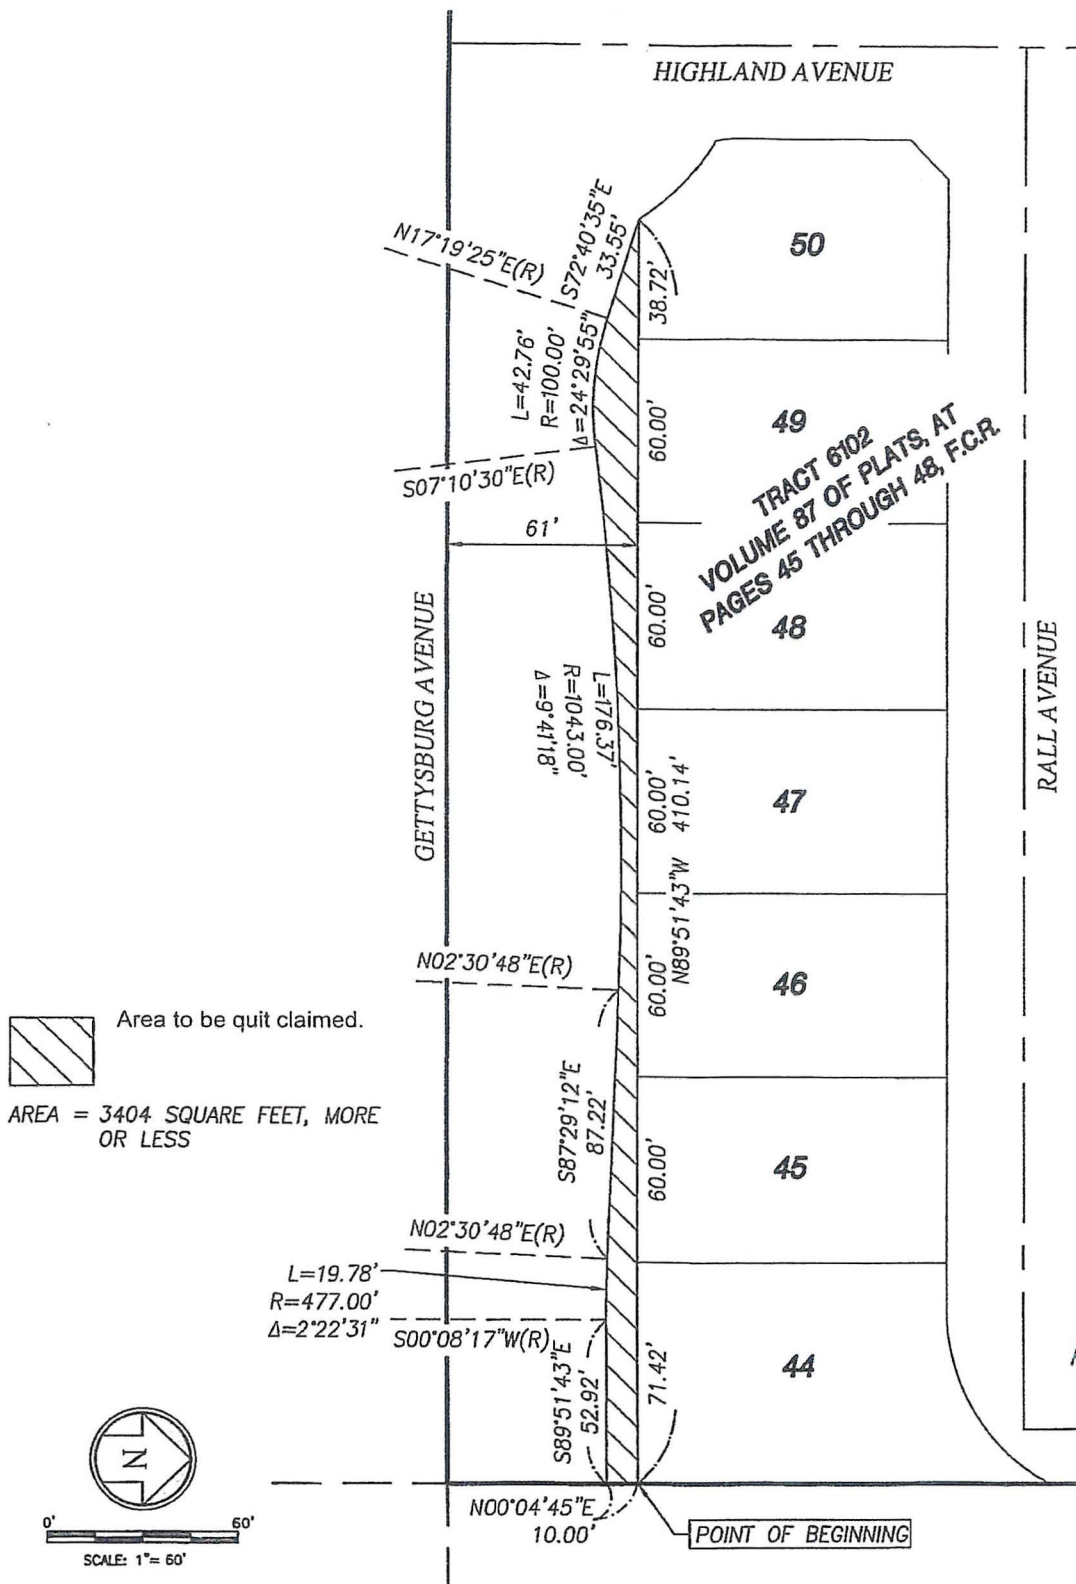 HIGHLAND AVENUE
N17°19'25"E(R)
S72°40'35"E
33.55'
50
38.72'
L=42.76'
R=100.00'
Δ=24°29'55"
S07°10'30"E(R)
60.00'
49
TRACT 6102
VOLUME 87 OF PLATS, AT
PAGES 45 THROUGH 48, F.C.R.
61'
GETTYSBURG AVENUE
60.00'
48
RALL AVENUE
L=176.37'
R=1043.00'
Δ=9°41'18"
60.00'
410.14'
N89°51'43"W
47
N02°30'48"E(R)
60.00'
46
Area to be quit claimed.
AREA = 3404 SQUARE FEET, MORE
OR LESS
S87°29'12"E
87.22'
60.00'
45
N02°30'48"E(R)
L=19.78'
R=477.00'
Δ=2°22'31"
S00°08'17"W(R)
S89°51'43"E
52.92'
71.42'
44
N
N00°04'45"E
10.00'
POINT OF BEGINNING
0' 60'
SCALE: 1"= 60'